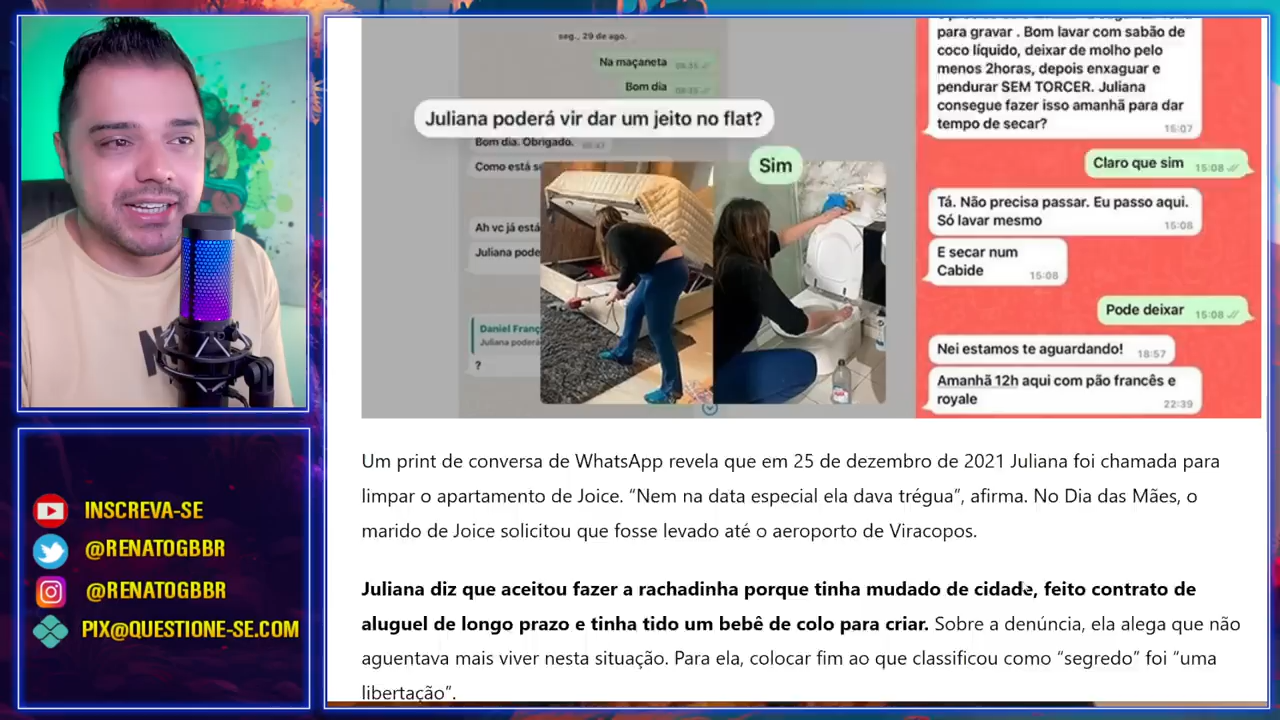 seg., 29 de ago.
Na maçaneta 08:35
Bom dia 08:35
Juliana poderá vir dar um jeito no flat?
Bom dia. Obrigado.
Como está s
Sim
Ah vc já está
Juliana pode
Daniel Franç
Juliana poderá
?
para gravar . Bom lavar com sabão de
coco líquido, deixar de molho pelo
menos 2horas, depois enxaguar e
pendurar SEM TORCER. Juliana
consegue fazer isso amanhã para dar
tempo de secar? 15:07
Claro que sim 15:08
Tá. Não precisa passar. Eu passo aqui.
Só lavar mesmo 15:08
E secar num
Cabide 15:08
Pode deixar 15:08
Nei estamos te aguardando! 18:57
Amanhã 12h aqui com pão francês e
royale 22:39
Um print de conversa de WhatsApp revela que em 25 de dezembro de 2021 Juliana foi chamada para
limpar o apartamento de Joice. “Nem na data especial ela dava trégua”, afirma. No Dia das Mães, o
marido de Joice solicitou que fosse levado até o aeroporto de Viracopos.
Juliana diz que aceitou fazer a rachadinha porque tinha mudado de cidade, feito contrato de
aluguel de longo prazo e tinha tido um bebê de colo para criar. Sobre a denúncia, ela alega que não
aguentava mais viver nesta situação. Para ela, colocar fim ao que classificou como “segredo” foi “uma
libertação”.
INSCREVA-SE
@RENATOGBBR
@RENATOGBBR
PIX@QUESTIONE-SE.COM